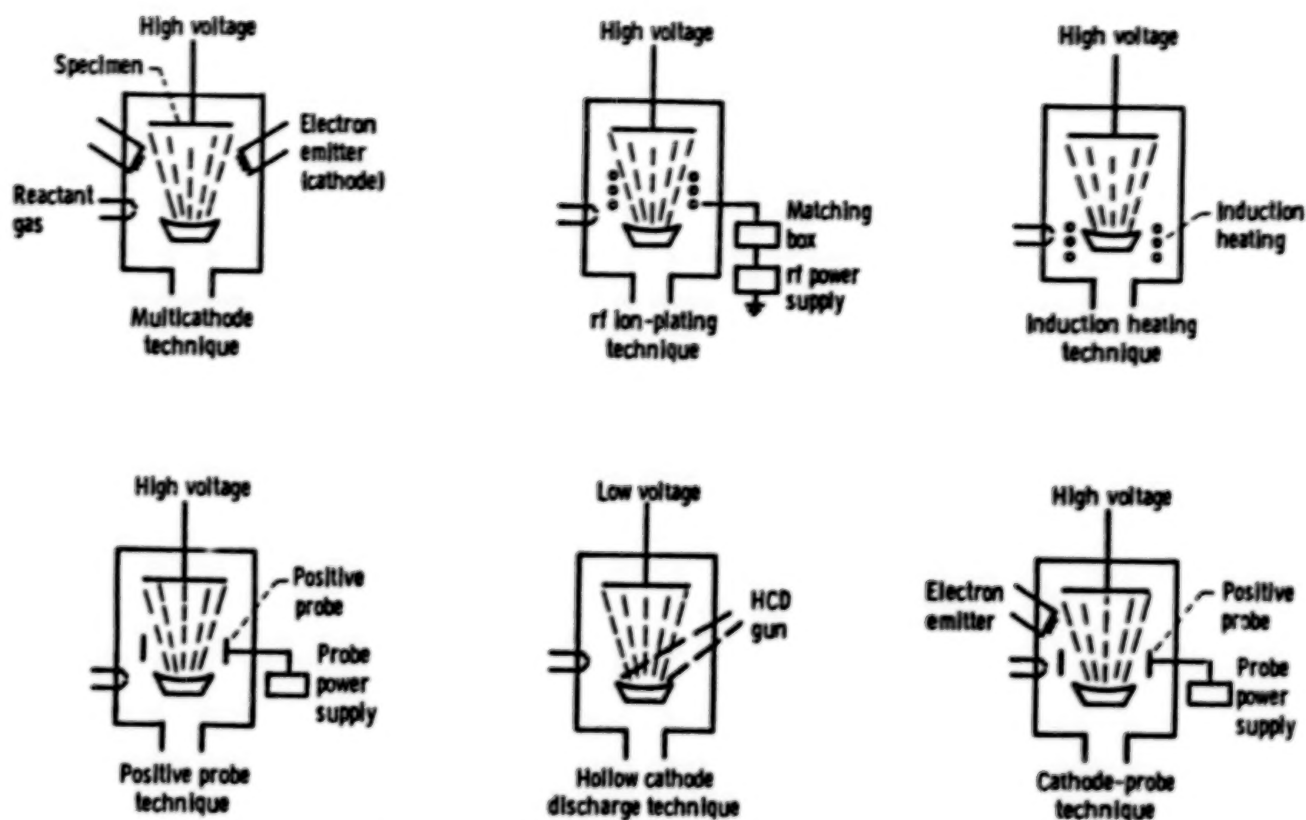 High voltage
Specimen
Electron
emitter
(cathode)
Reactant
gas
Multicathode
technique
High voltage
Matching
box
rf power
supply
rf ion-plating
technique
High voltage
Induction
heating
Induction heating
technique
High voltage
Positive
probe
Probe
power
supply
Positive probe
technique
Low voltage
HCD
gun
Hollow cathode
discharge technique
High voltage
Electron
emitter
Positive
probe
Probe
power
supply
Cathode-probe
technique